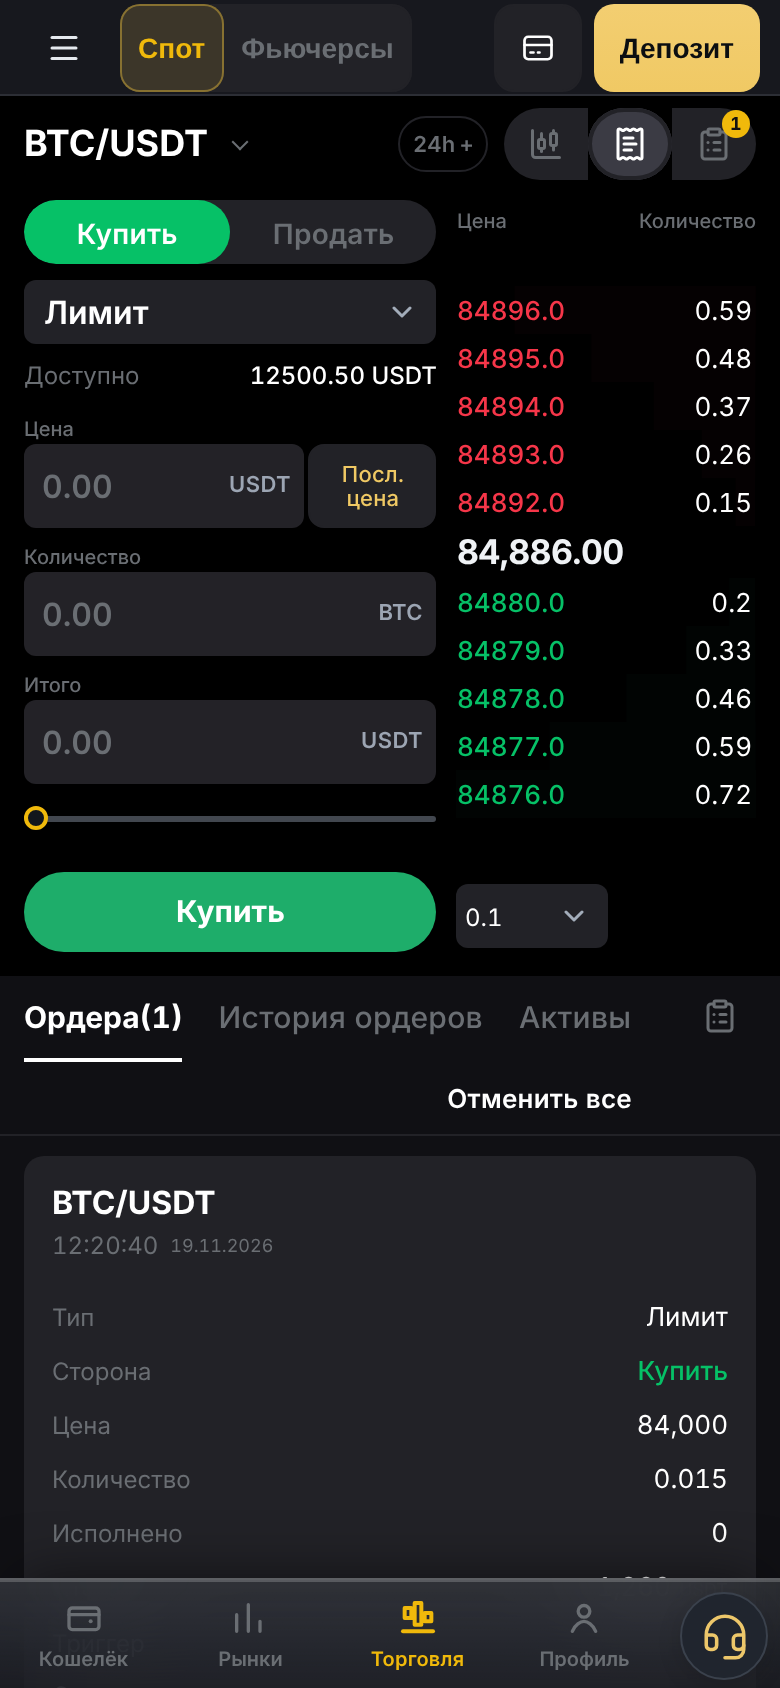 Спот Фьючерсы Депозит
BTC/USDT 24h + 1
Купить Продать
Цена Количество
Лимит
Доступно 12500.50 USDT
Цена
0.00 USDT Посл. цена
Количество
0.00 BTC
Итого
0.00 USDT
84896.0 0.59
84895.0 0.48
84894.0 0.37
84893.0 0.26
84892.0 0.15
84,886.00
84880.0 0.2
84879.0 0.33
84878.0 0.46
84877.0 0.59
84876.0 0.72
Купить
0.1
Ордера(1) История ордеров Активы
Отменить все
BTC/USDT
12:20:40 19.11.2026
Тип Лимит
Сторона Купить
Цена 84,000
Количество 0.015
Исполнено 0
Триггер
Кошелёк Рынки Торговля Профиль